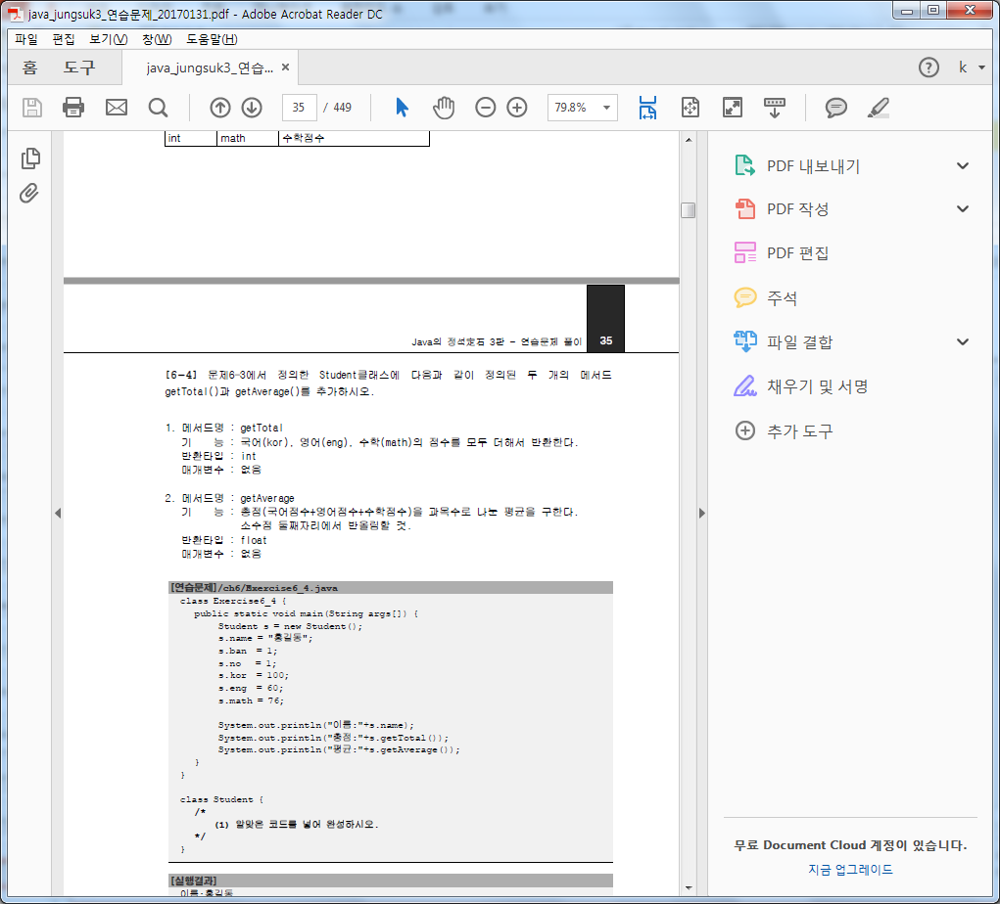 java_jungsuk3_연습문제_20170131.pdf - Adobe Acrobat Reader DC
파일 편집 보기(V) 창(W) 도움말(H)
홈 도구 java_jungsuk3_연습... ×
? k
35 / 449 79.8%
int math 수학점수
Java의 정석定石 3판 - 연습문제 풀이 35
[6-4] 문제6-3에서 정의한 Student클래스에 다음과 같이 정의된 두 개의 메서드
getTotal()과 getAverage()를 추가하시오.
1. 메서드명 : getTotal
기 능 : 국어(kor), 영어(eng), 수학(math)의 점수를 모두 더해서 반환한다.
반환타입 : int
매개변수 : 없음
2. 메서드명 : getAverage
기 능 : 총점(국어점수+영어점수+수학점수)을 과목수로 나눈 평균을 구한다.
소수점 둘째자리에서 반올림할 것.
반환타입 : float
매개변수 : 없음
[연습문제]/ch6/Exercise6_4.java
class Exercise6_4 {
public static void main(String args[]) {
Student s = new Student();
s.name = "홍길동";
s.ban = 1;
s.no = 1;
s.kor = 100;
s.eng = 60;
s.math = 76;
System.out.println("이름:"+s.name);
System.out.println("총점:"+s.getTotal());
System.out.println("평균:"+s.getAverage());
}
}
class Student {
/*
(1) 알맞은 코드를 넣어 완성하시오.
*/
}
[실행결과]
이름:홍길동
PDF 내보내기
PDF 작성
PDF 편집
주석
파일 결합
채우기 및 서명
추가 도구
무료 Document Cloud 계정이 있습니다.
지금 업그레이드